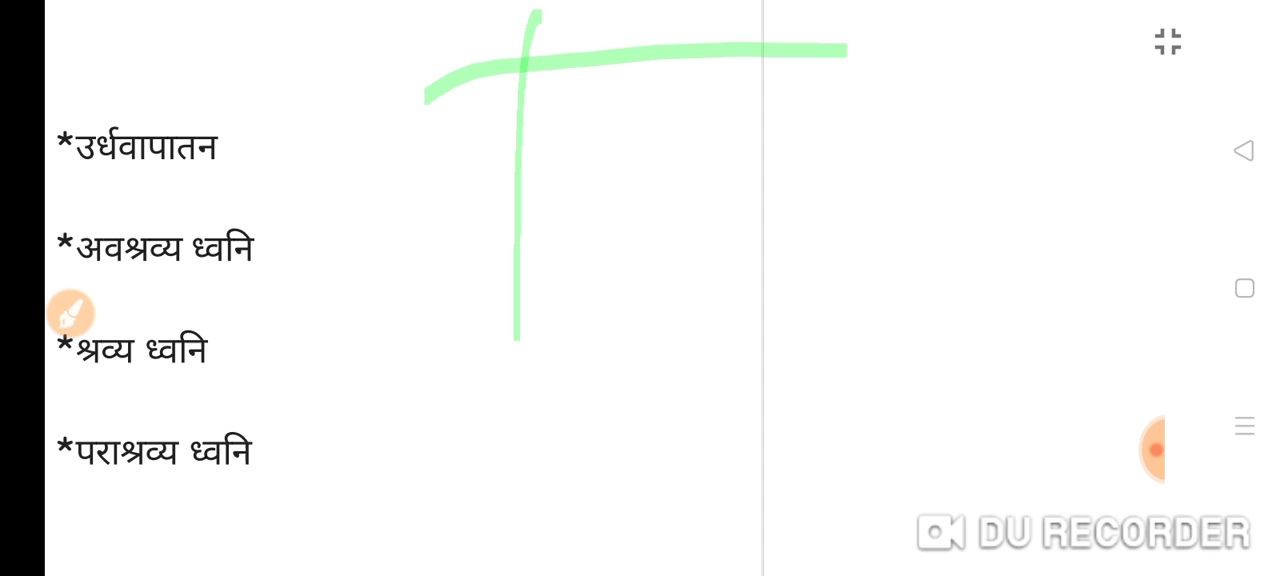 *उर्धवापातन
*अवश्रव्य ध्वनि
*श्रव्य ध्वनि
*पराश्रव्य ध्वनि
DU RECORDER